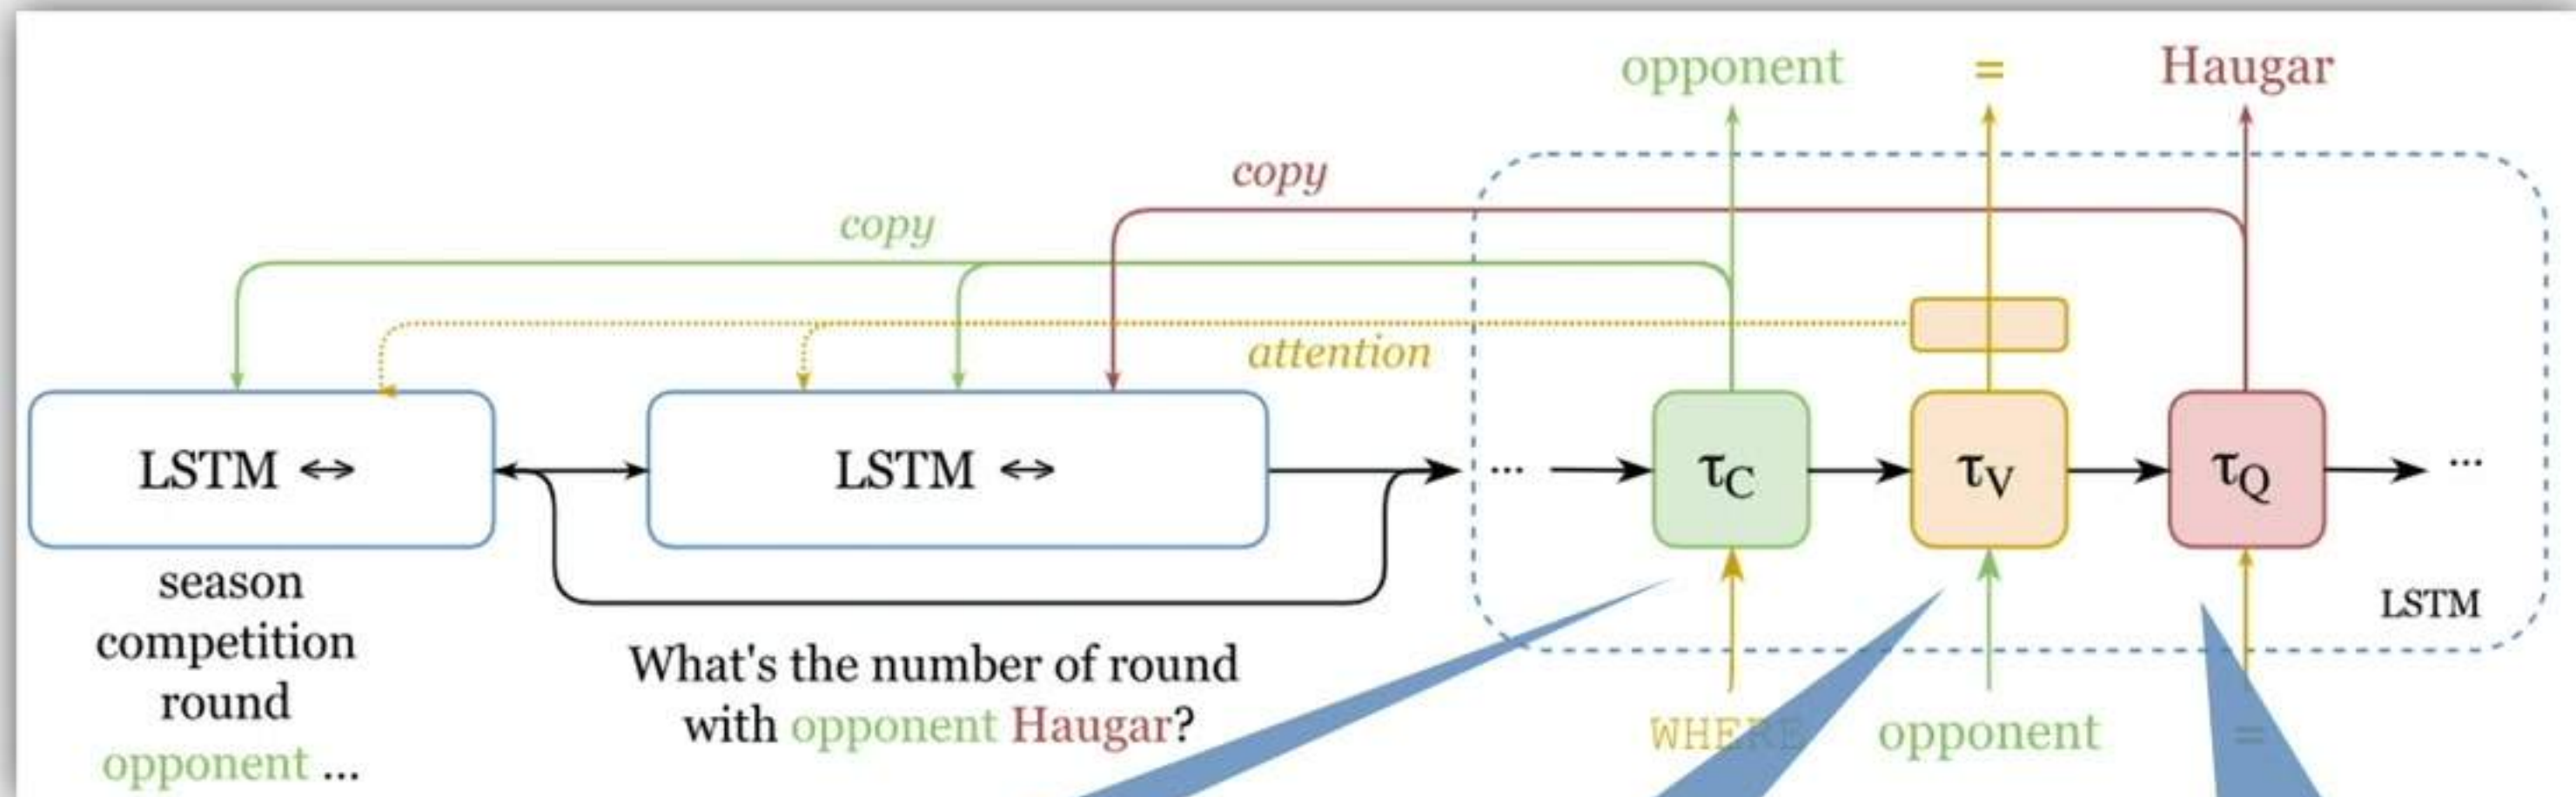 opponent = Haugar
copy
copy
attention
LSTM ↔ LSTM ↔ ... τC τV τQ ...
season
competition
round
opponent ...
What's the number of round
with opponent Haugar?
LSTM
WHERE opponent =